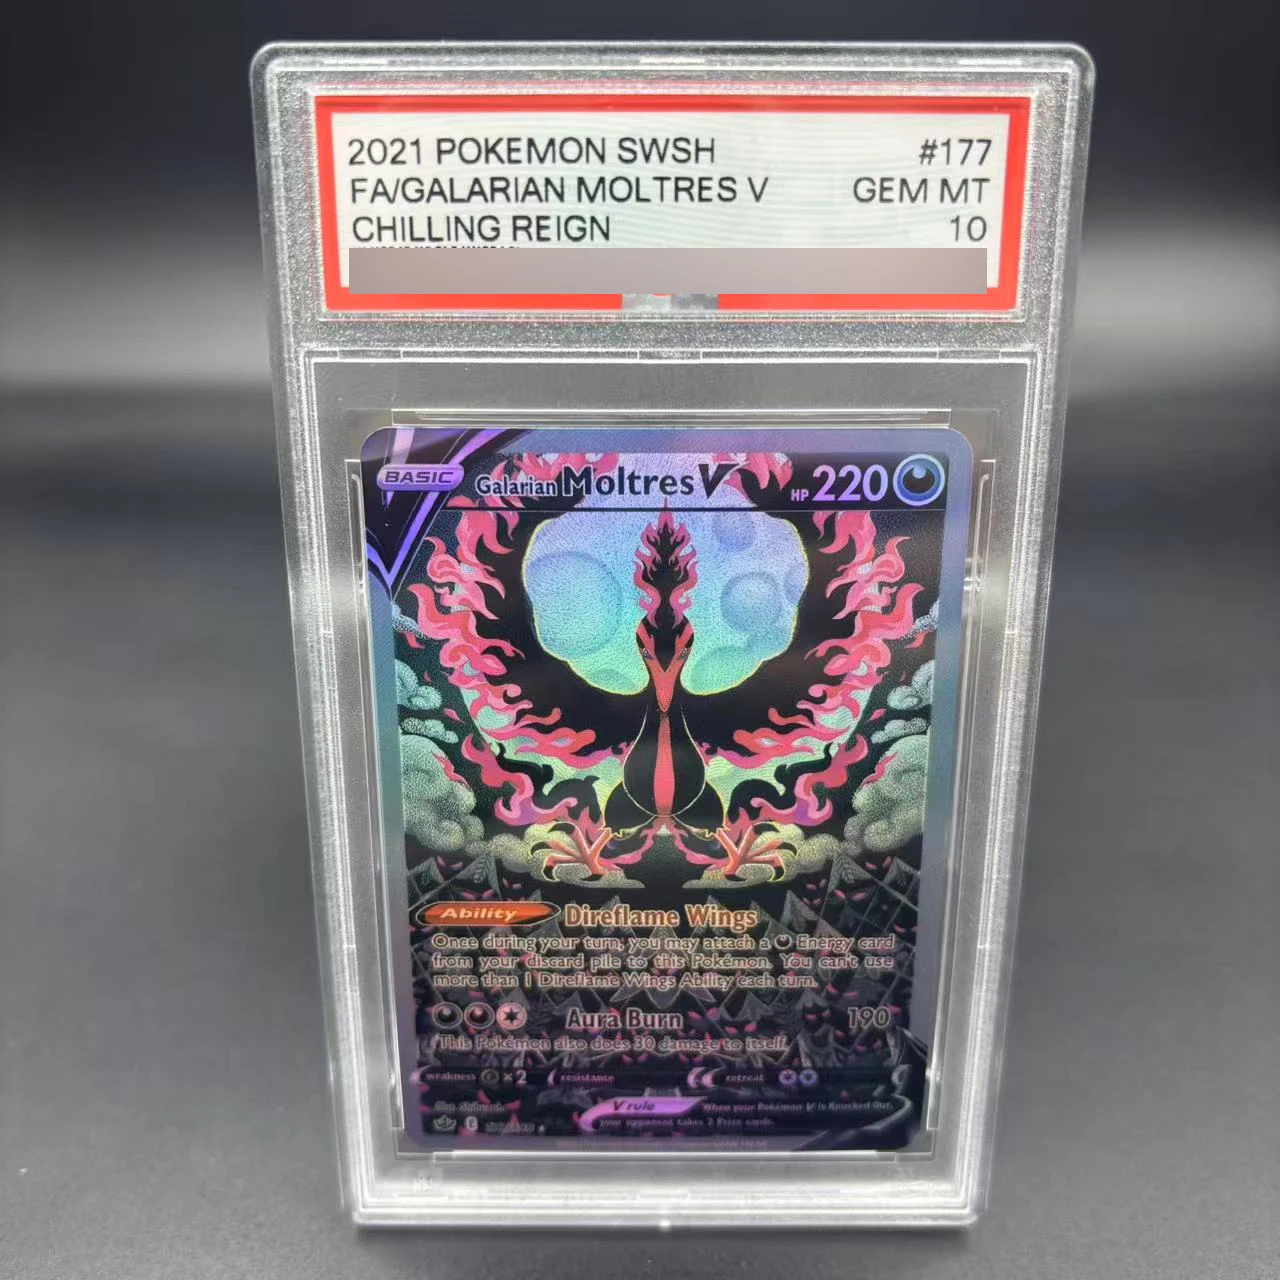 2021 POKEMON SWSH #177
FA/GALARIAN MOLTRES V GEM MT
CHILLING REIGN 10
BASIC Galarian Moltres V HP 220
Ability Direflame Wings
Once during your turn, you may attach a Energy card
from your discard pile to this Pokémon. You can't use
more than 1 Direflame Wings Ability each turn.
Aura Burn 190
This Pokémon also does 30 damage to itself.
weakness ×2 resistance retreat
V rule When your Pokémon V is Knocked Out,
your opponent takes 2 Prize cards.
Illus.
E